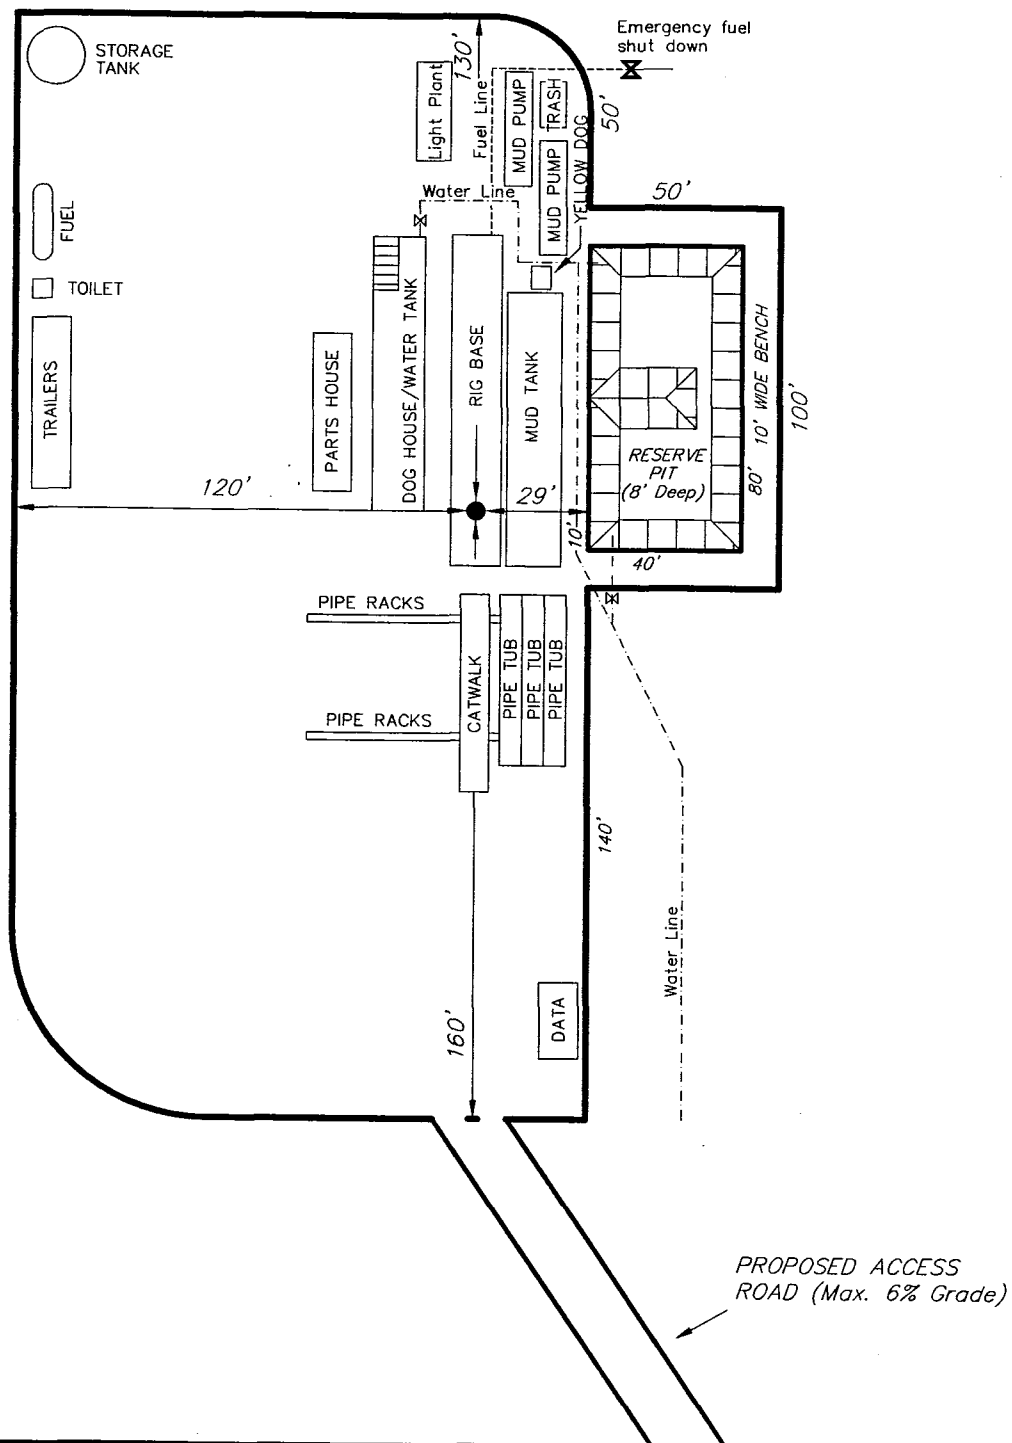 Emergency fuel
shut down
STORAGE
TANK
130'
Light Plant
Fuel Line
MUD PUMP
TRASH
50'
MUD PUMP
YELLOW DOG
Water Line
50'
FUEL
TOILET
TRAILERS
PARTS HOUSE
DOG HOUSE/WATER TANK
RIG BASE
MUD TANK
10' WIDE BENCH
100'
RESERVE
PIT
(8' Deep)
80'
120'
29'
10'
40'
PIPE RACKS
CATWALK
PIPE TUB
PIPE TUB
PIPE TUB
PIPE RACKS
140'
Water Line
DATA
160'
PROPOSED ACCESS
ROAD (Max. 6% Grade)